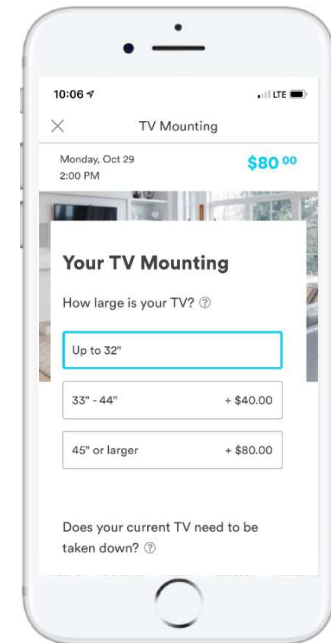 10:06
LTE
TV Mounting
Monday, Oct 29
2:00 PM
$80 00
Your TV Mounting
How large is your TV? ?
Up to 32"
33" - 44" + $40.00
45" or larger + $80.00
Does your current TV need to be
taken down? ?